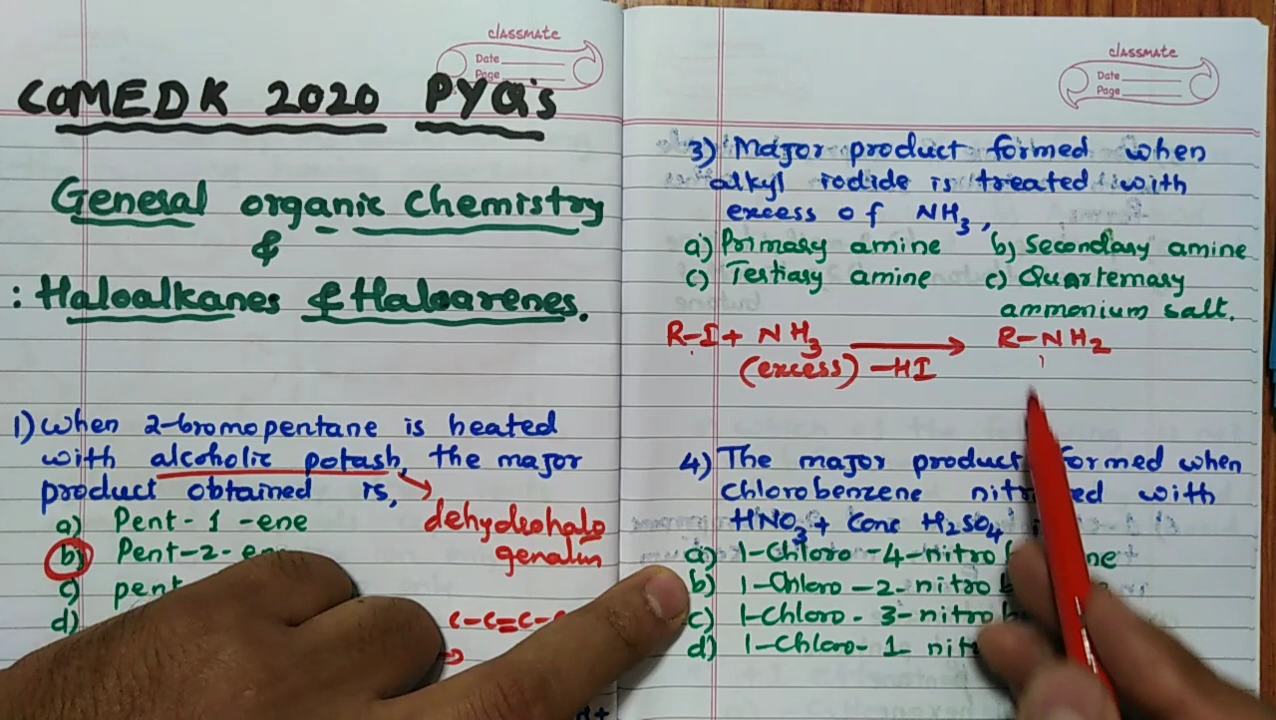 classmate
Date
Page
COMEDK 2020 PYQ's
General organic chemistry
&
: Haloalkanes & Haloarenes.
1) When 2-bromopentane is heated
with alcoholic potash, the major
product obtained is,
a) Pent-1-ene
b) Pent-2-ene
c) pent
d)
dehydrohalo
genation
C-C=C-C
classmate
Date
Page
3) Major product formed when
alkyl iodide is treated with
excess of NH3,
a) Primary amine b) Secondary amine
c) Tertiary amine c) Quarternary
ammonium salt.
R-I + NH3 → R-NH2
(excess) -HI
4) The major product formed when
chlorobenzene nitrated with
HNO3 + conc H2SO4
a) 1-Chloro-4-nitro
b) 1-Chloro-2-nitro
c) 1-Chloro-3-nitro
d) 1-Chloro-1-nit